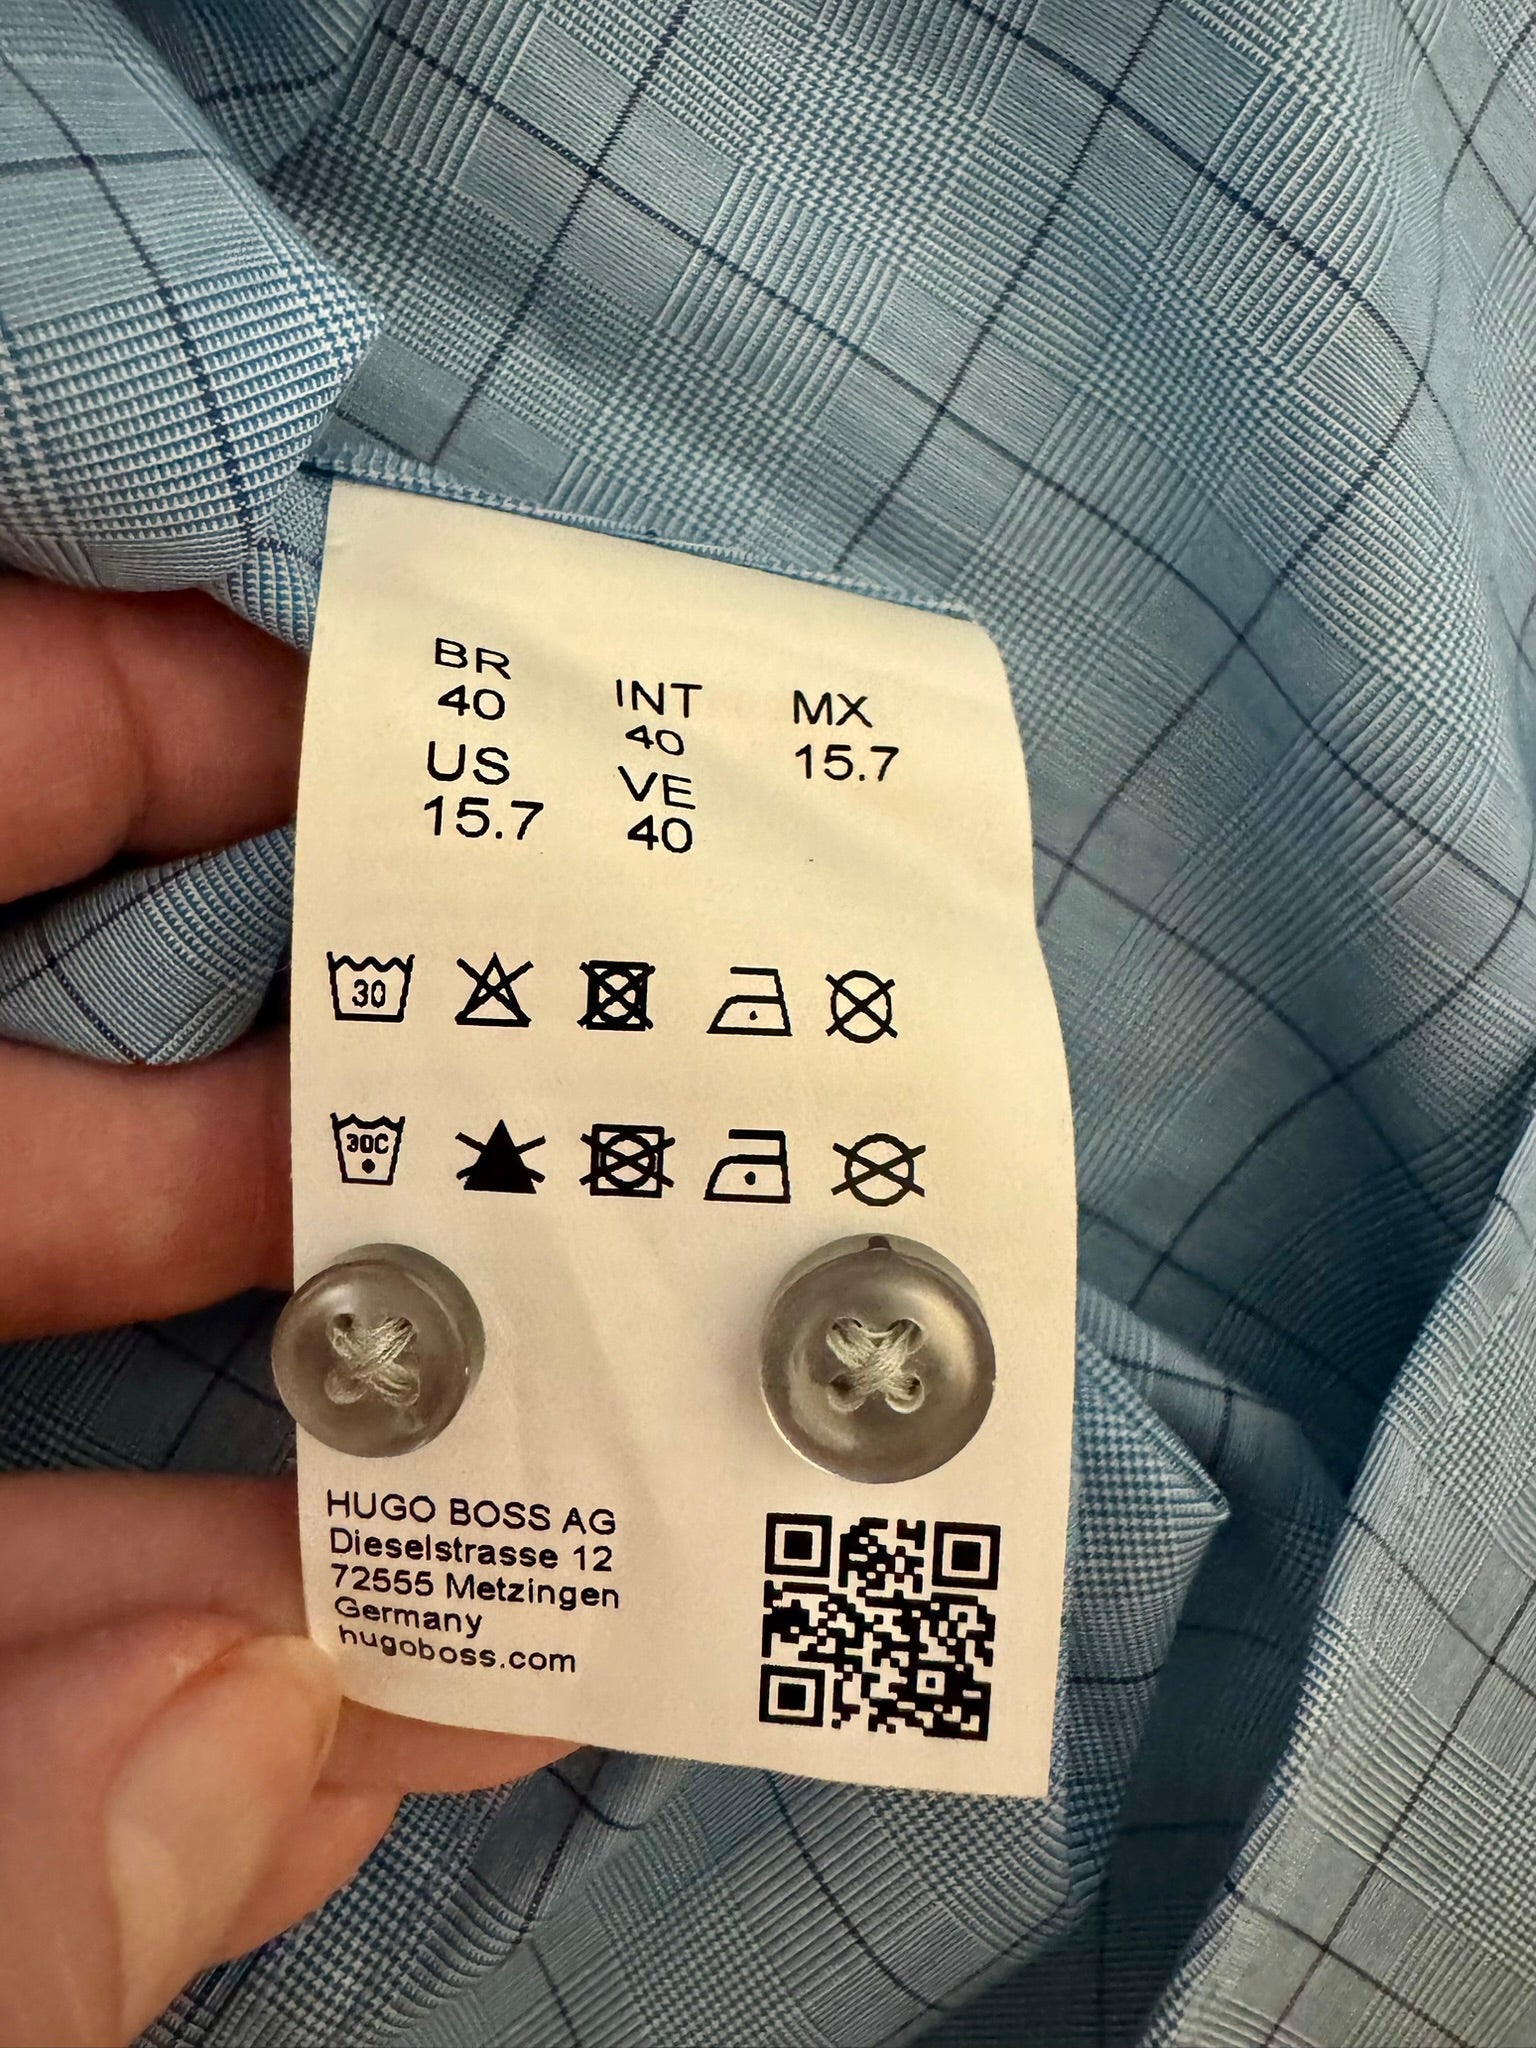 BR
40
INT
40
MX
15.7
US
15.7
VE
40
30
30C
HUGO BOSS AG
Dieselstrasse 12
72555 Metzingen
Germany
hugoboss.com